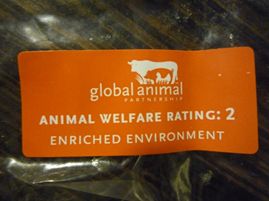 global animal
PARTNERSHIP
ANIMAL WELFARE RATING: 2
ENRICHED ENVIRONMENT